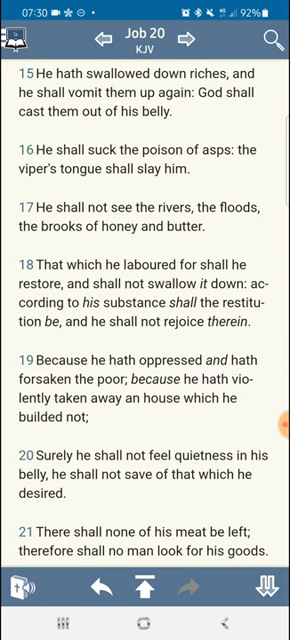 07:30
92%
Job 20
KJV
15 He hath swallowed down riches, and
he shall vomit them up again: God shall
cast them out of his belly.
16 He shall suck the poison of asps: the
viper's tongue shall slay him.
17 He shall not see the rivers, the floods,
the brooks of honey and butter.
18 That which he laboured for shall he
restore, and shall not swallow it down: ac-
cording to his substance shall the restitu-
tion be, and he shall not rejoice therein.
19 Because he hath oppressed and hath
forsaken the poor; because he hath vio-
lently taken away an house which he
builded not;
20 Surely he shall not feel quietness in his
belly, he shall not save of that which he
desired.
21 There shall none of his meat be left;
therefore shall no man look for his goods.